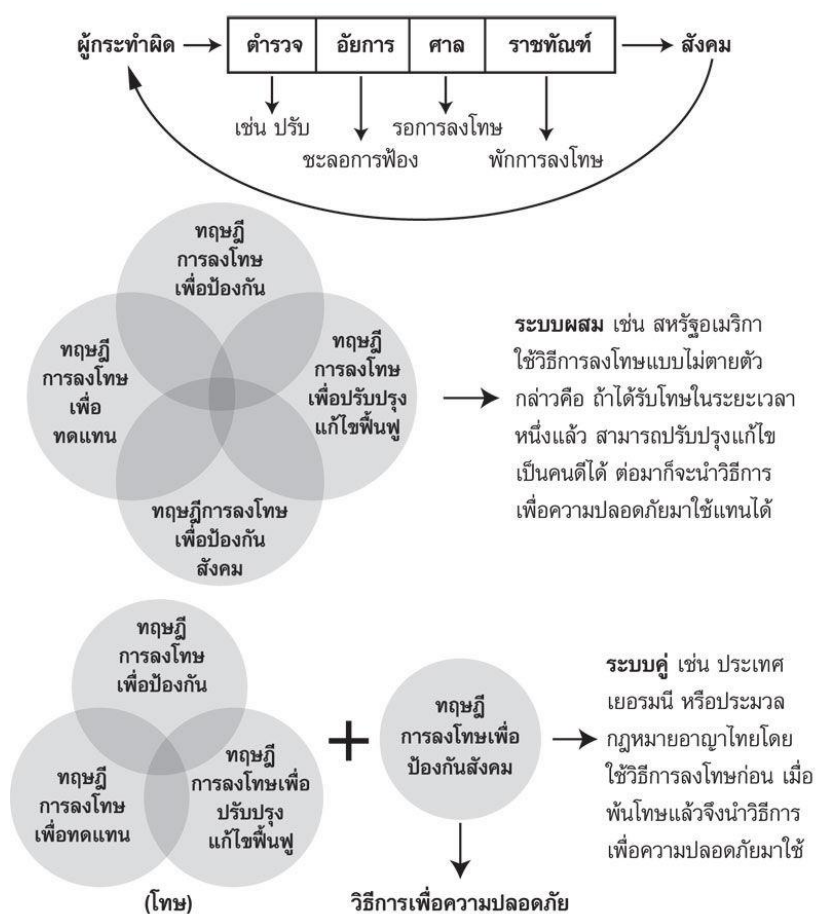 ผู้กระทำผิด ตำรวจ อัยการ ศาล ราชทัณฑ์ สังคม
เช่น ปรับ รอการลงโทษ
ชะลอการฟ้อง พักการลงโทษ
ทฤษฎี
การลงโทษ
เพื่อป้องกัน
ทฤษฎี
การลงโทษ
เพื่อ
ทดแทน
ทฤษฎี
การลงโทษ
เพื่อปรับปรุง
แก้ไขฟื้นฟู
ทฤษฎีการลงโทษ
เพื่อป้องกัน
สังคม
ระบบผสม เช่น สหรัฐอเมริกา
ใช้วิธีการลงโทษแบบไม่ตายตัว
กล่าวคือ ถ้าได้รับโทษในระยะเวลา
หนึ่งแล้ว สามารถปรับปรุงแก้ไข
เป็นคนดีได้ ต่อมาก็จะนำวิธีการ
เพื่อความปลอดภัยมาใช้แทนได้
ทฤษฎี
การลงโทษ
เพื่อป้องกัน
ทฤษฎี
การลงโทษ
เพื่อทดแทน
ทฤษฎี
การลงโทษเพื่อ
ปรับปรุง
แก้ไขฟื้นฟู
(โทษ)
+
ทฤษฎี
การลงโทษเพื่อ
ป้องกันสังคม
วิธีการเพื่อความปลอดภัย
ระบบคู่ เช่น ประเทศ
เยอรมนี หรือประมวล
กฎหมายอาญาไทยโดย
ใช้วิธีการลงโทษก่อน เมื่อ
พ้นโทษแล้วจึงนำวิธีการ
เพื่อความปลอดภัยมาใช้